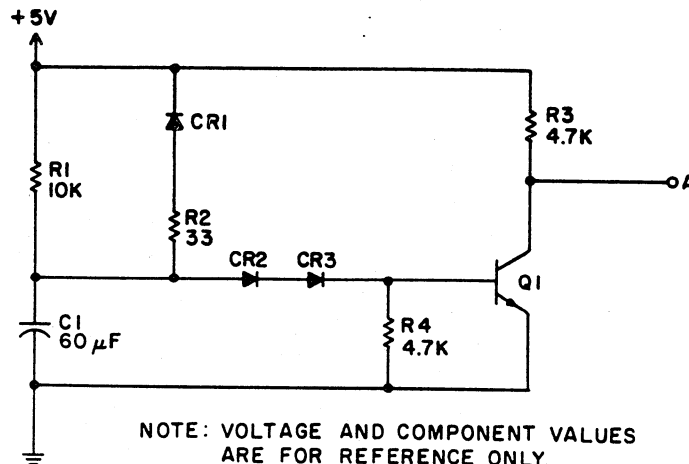 +5V
CR1
R3
4.7K
R1
10K
R2
33
CR2
CR3
Q1
C1
60 µF
R4
4.7K
NOTE: VOLTAGE AND COMPONENT VALUES
ARE FOR REFERENCE ONLY